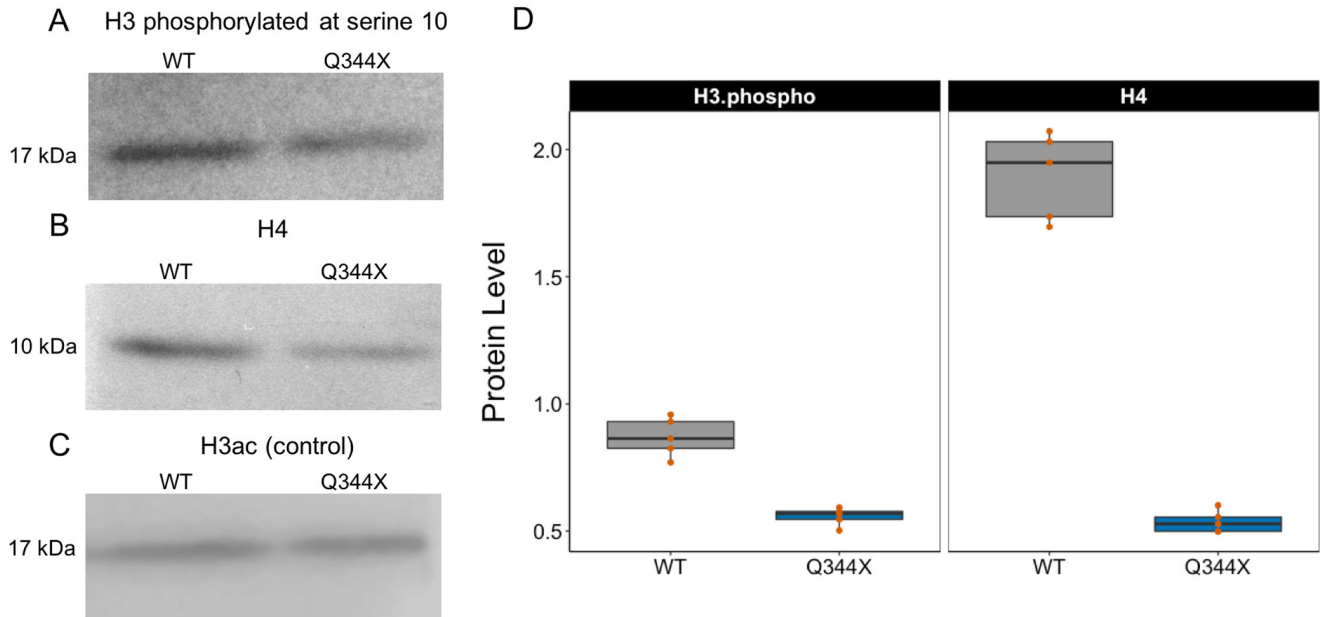 A
H3 phosphorylated at serine 10
WT Q344X
17 kDa
B
H4
WT Q344X
10 kDa
C
H3ac (control)
WT Q344X
17 kDa
D
H3.phospho H4
Protein Level
2.0
1.5
1.0
0.5
WT Q344X WT Q344X